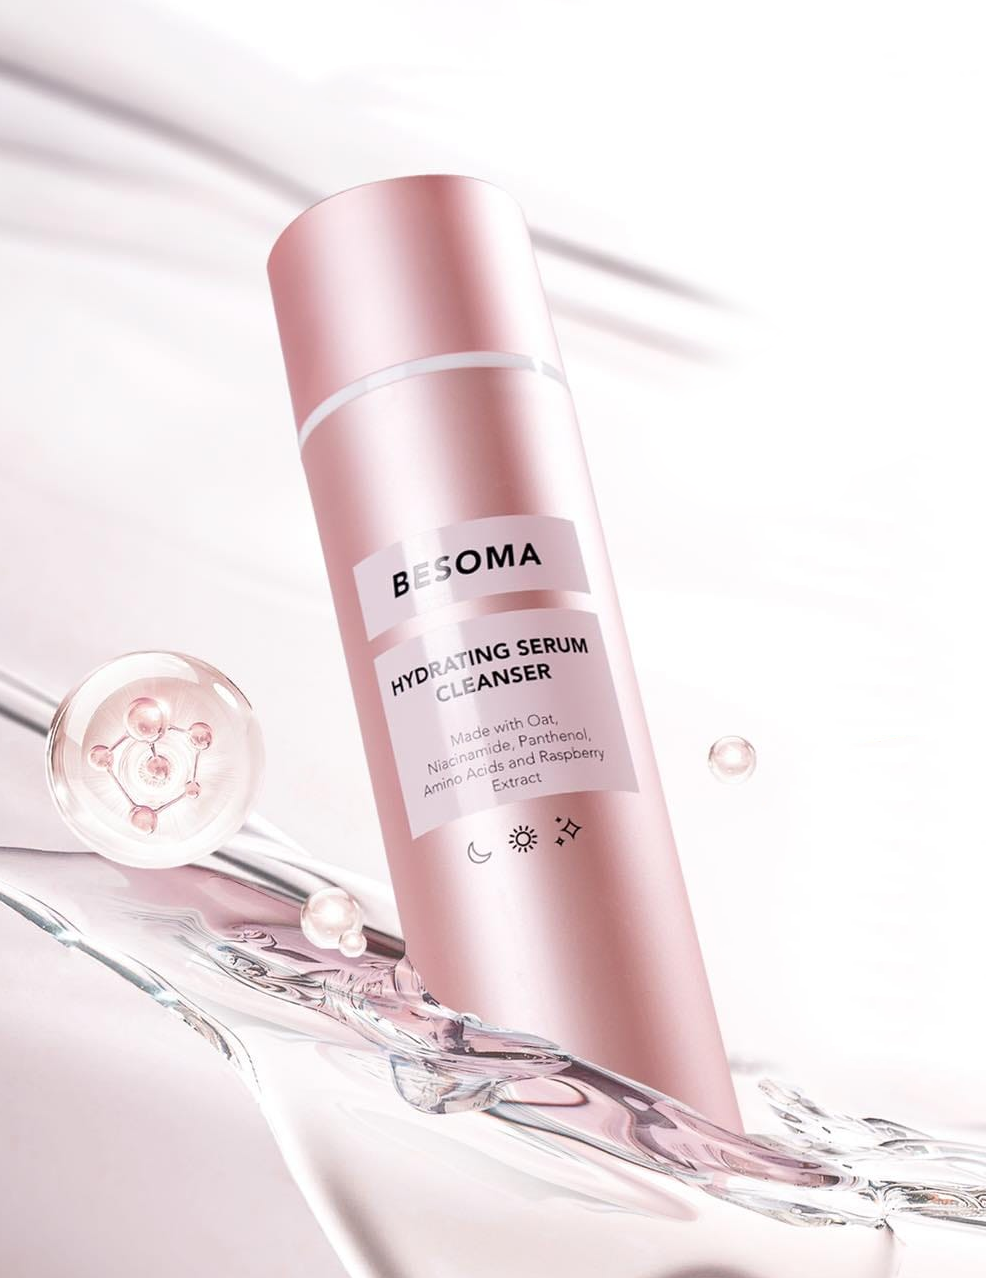 BESOMA
HYDRATING SERUM
CLEANSER
Made with Oat,
Niacinamide, Panthenol,
Amino Acids and Raspberry
Extract